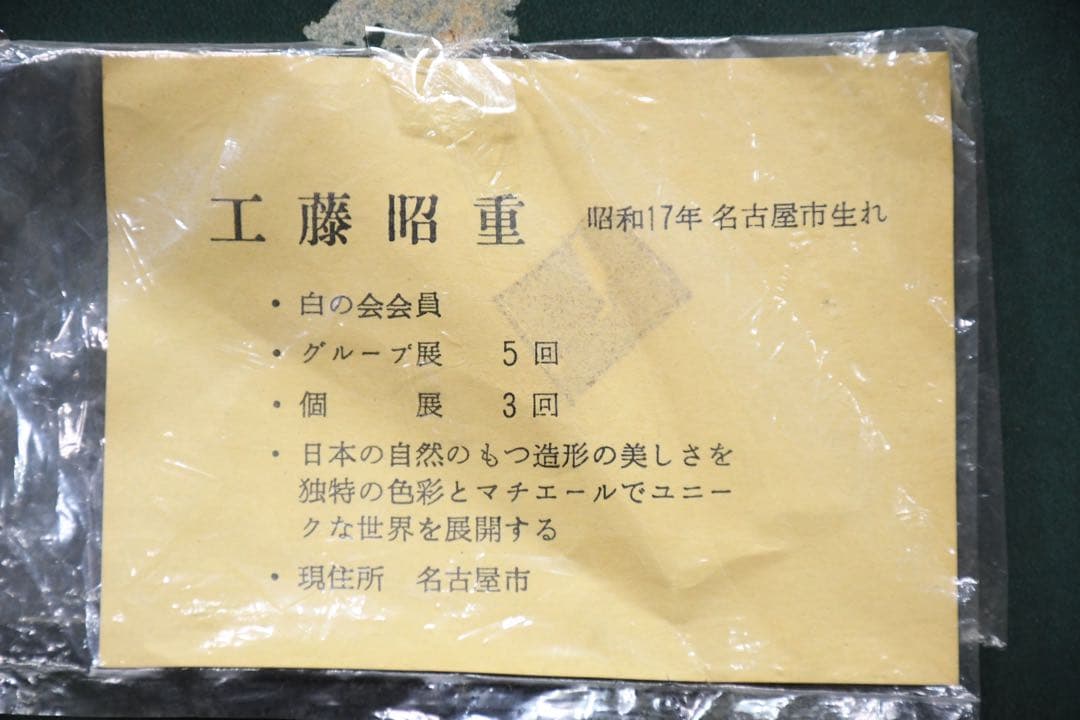 工藤昭重 昭和17年 名古屋市生れ
・白の会会員
・グループ展 5回
・個展 3回
・日本の自然のもつ造形の美しさを
独特の色彩とマチエールでユニー
クな世界を展開する
・現住所 名古屋市